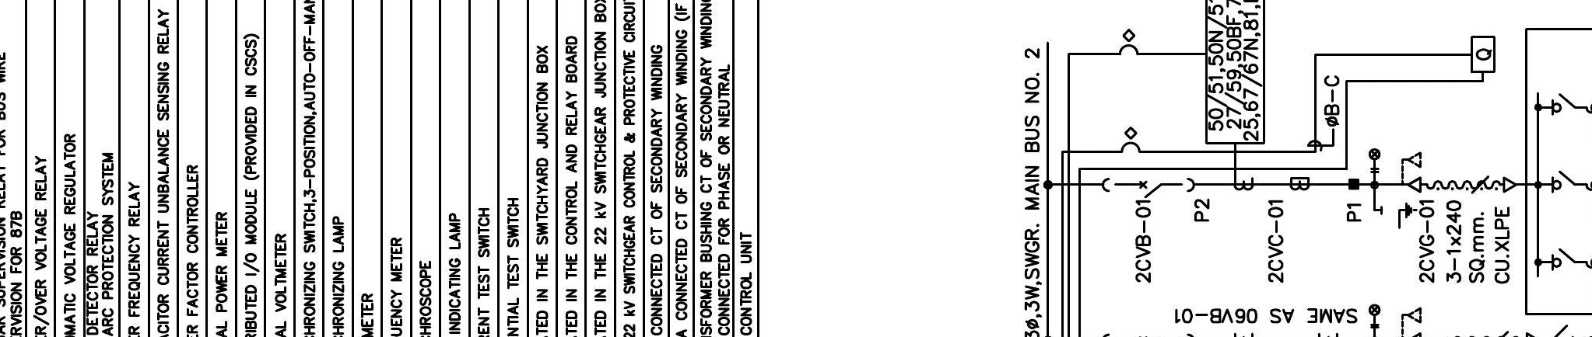 SUPERVISION RELAY FOR BUS WIRE
RVISION FOR 87B
ER/OVER VOLTAGE RELAY
MATIC VOLTAGE REGULATOR
DETECTOR RELAY
ARC PROTECTION SYSTEM
R FREQUENCY RELAY
ACITOR CURRENT UNBALANCE SENSING RELAY
ER FACTOR CONTROLLER
AL POWER METER
RIBUTED I/O MODULE (PROVIDED IN CSCS)
AL VOLTMETER
CHRONIZING SWITCH,3-POSITION,AUTO-OFF-MAN
CHRONIZING LAMP
METER
UENCY METER
CHROSCOPE
INDICATING LAMP
RENT TEST SWITCH
NTIAL TEST SWITCH
TED IN THE SWITCHYARD JUNCTION BOX
TED IN THE CONTROL AND RELAY BOARD
TED IN THE 22 kV SWITCHGEAR JUNCTION BOX
22 kV SWITCHGEAR CONTROL & PROTECTIVE CIRCUI
CONNECTED CT OF SECONDARY WINDING
A CONNECTED CT OF SECONDARY WINDING (IF
SFORMER BUSHING CT OF SECONDARY WINDING
CONNECTED FOR PHASE OR NEUTRAL
CONTROL UNIT
3ø,3W,SWGR. MAIN BUS NO. 2
2CVB-01
P2
50/51,50N/51
27/59,50BF,7
25,67/67N,81,
2CVC-01
øB-C
P1
2CVG-01
3-1x240
SQ.mm.
CU.XLPE
Q
SAME AS 06VB-01